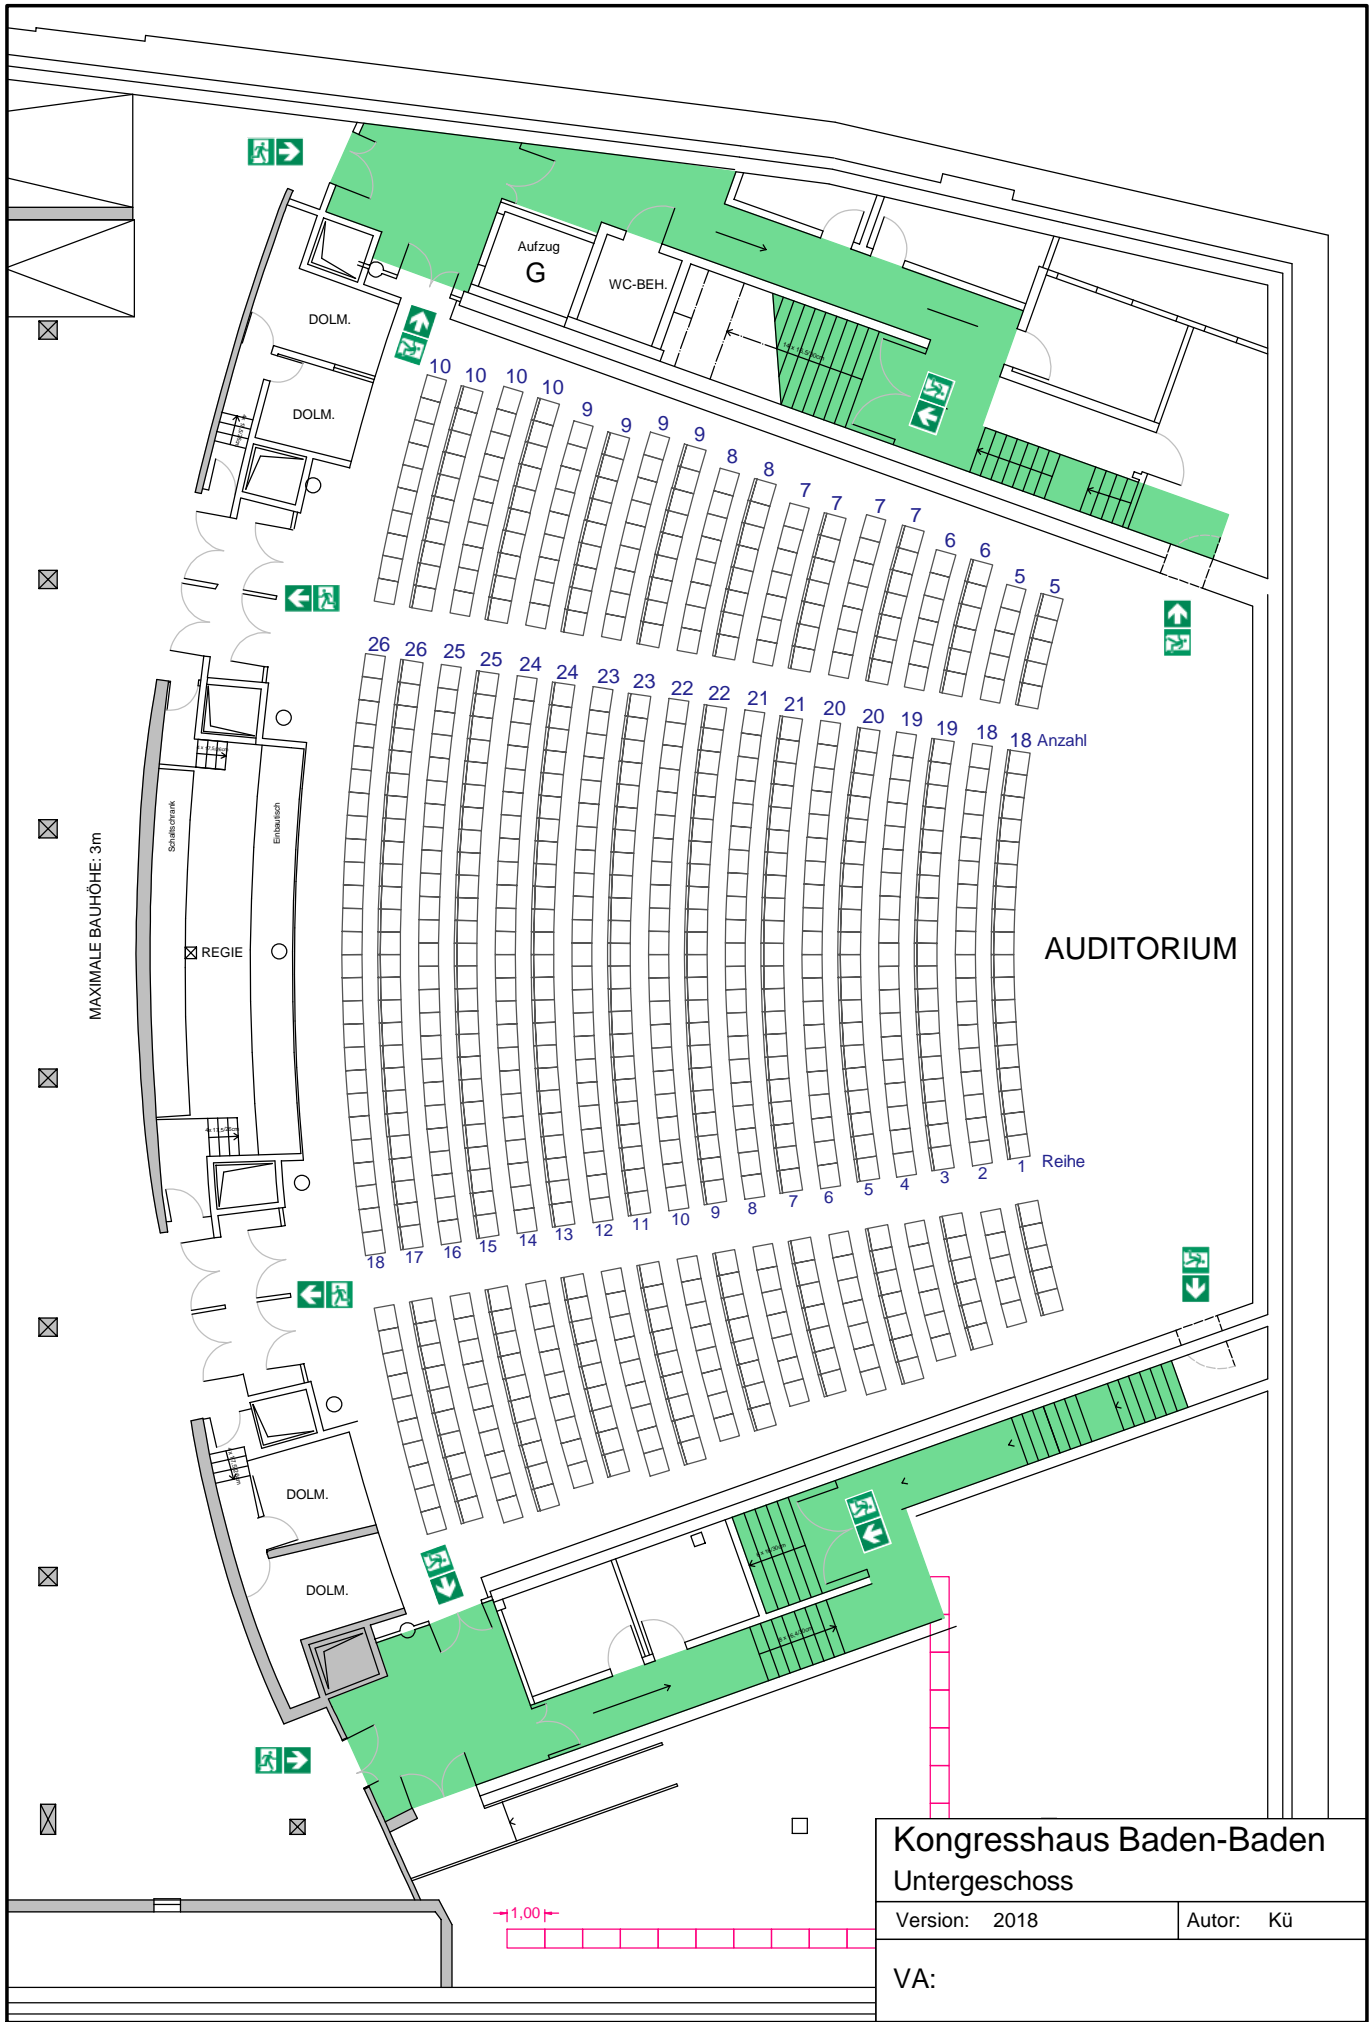 Aufzug
G
WC-BEH.
DOLM.
DOLM.
10 10 10 10 9 9 9 9 8 8 7 7 7 7 6 6 5 5
26 26 25 25 24 24 23 23 22 22 21 21 20 20 19 19 18 18 Anzahl
Schaltschrank
Einbautisch
MAXIMALE BAUHÖHE: 3m
REGIE
AUDITORIUM
18 17 16 15 14 13 12 11 10 9 8 7 6 5 4 3 2 1 Reihe
DOLM.
DOLM.
1,00
Kongresshaus Baden-Baden
Untergeschoss
Version: 2018
Autor: Kü
VA: